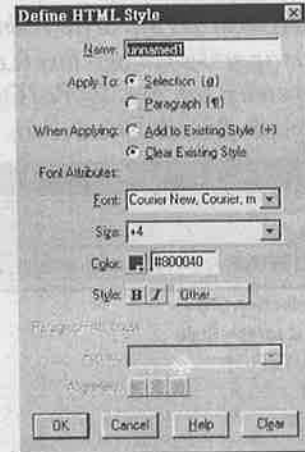 Define HTML Style
Name: unnamed1
Apply To: Selection (a)
Paragraph (¶)
When Applying: Add to Existing Style (+)
Clear Existing Style
Font Attributes:
Font: Courier New, Courier, m
Size: +4
Color: #800040
Style: B I Other...
OK Cancel Help Clear